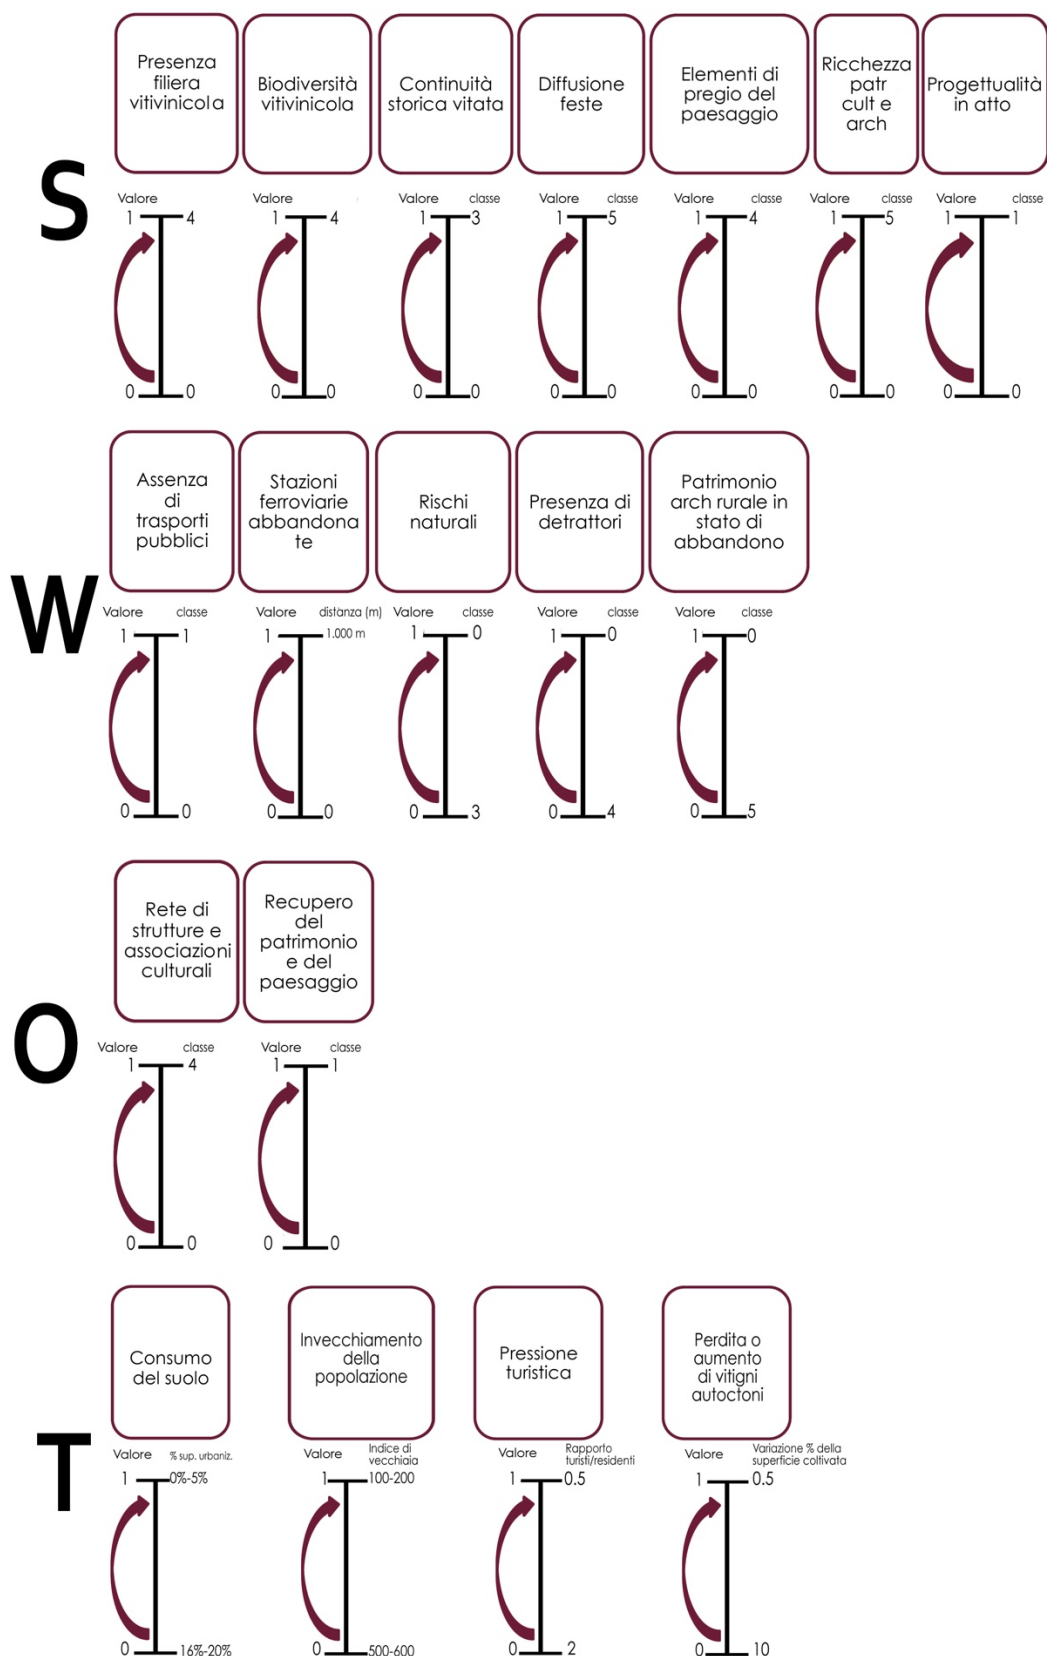 S
Presenza
filiera
vitivinicola
Biodiversità
vitivinicola
Continuità
storica vitata
Diffusione
feste
Elementi di
pregio del
paesaggio
Ricchezza
patr
cult e
arch
Progettualità
in atto
Valore
1 4
0 0
Valore
1 4
0 0
Valore classe
1 3
0 0
Valore classe
1 5
0 0
Valore classe
1 4
0 0
Valore classe
1 5
0 0
Valore classe
1 1
0 0
W
Assenza
di
trasporti
pubblici
Stazioni
ferroviarie
abbandona
te
Rischi
naturali
Presenza di
detrattori
Patrimonio
arch rurale in
stato di
abbandono
Valore classe
1 1
0 0
Valore distanza (m)
1 1.000 m
0 0
Valore classe
1 0
0 3
Valore classe
1 0
0 4
Valore classe
1 0
0 5
O
Rete di
strutture e
associazioni
culturali
Recupero
del
patrimonio
e del
paesaggio
Valore classe
1 4
0 0
Valore classe
1 1
0 0
T
Consumo
del suolo
Invecchiamento
della
popolazione
Pressione
turistica
Perdita o
aumento
di vitigni
autoctoni
Valore % sup. urbaniz.
1 0%-5%
0 16%-20%
Valore Indice di
vecchiaia
1 100-200
0 500-600
Valore Rapporto
turisti/residenti
1 0.5
0 2
Valore Variazione % della
superficie coltivata
1 0.5
0 10